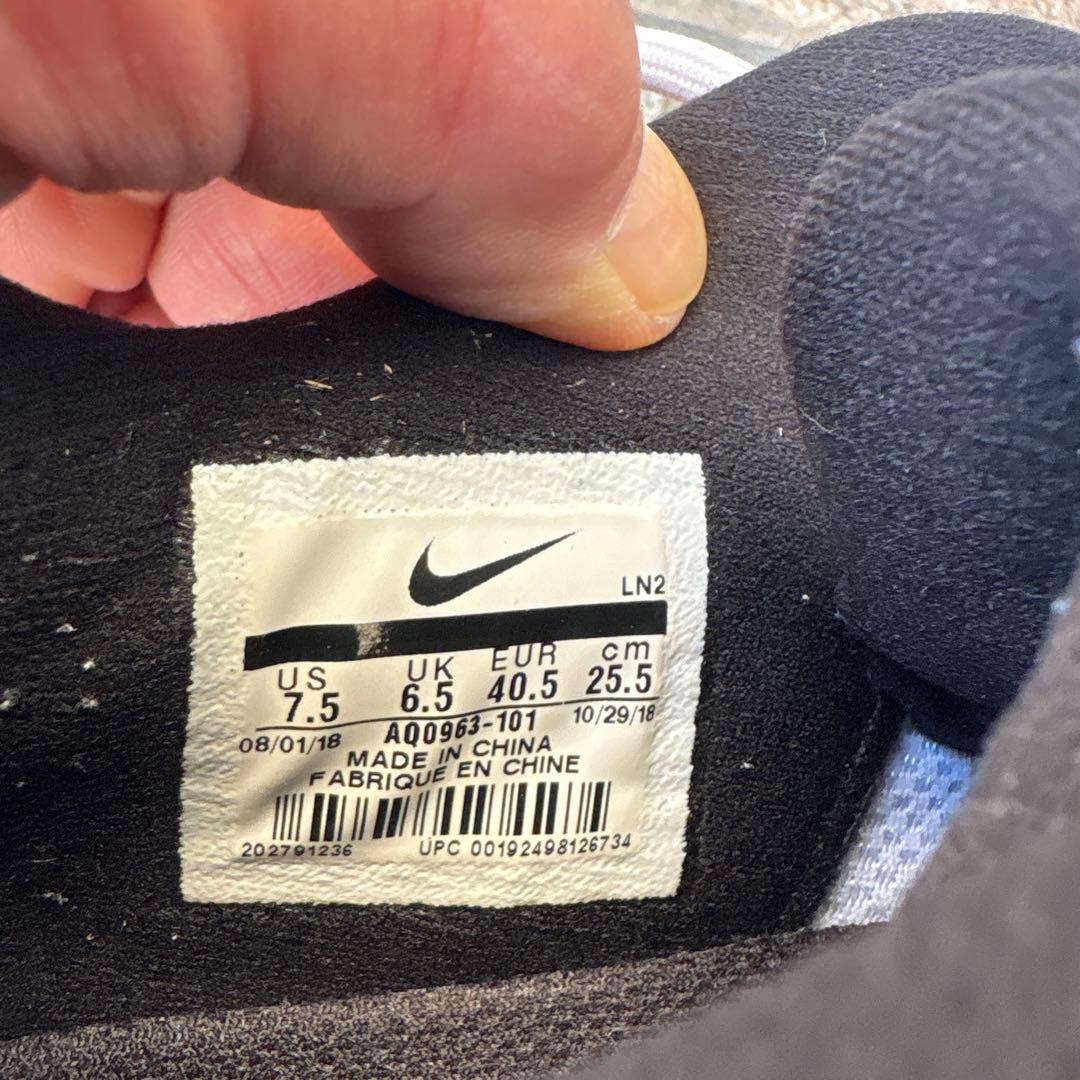 LN2
US UK EUR cm
7.5 6.5 40.5 25.5
08/01/18 AQ0963-101 10/29/18
MADE IN CHINA
FABRIQUE EN CHINE
202791236 UPC 00192498126734